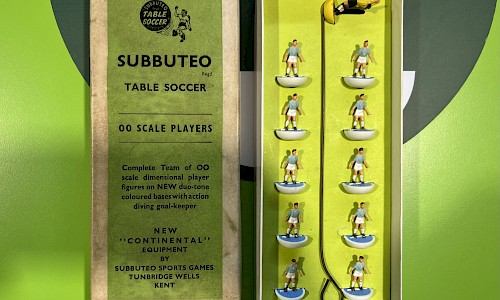 SUBBUTEO
TABLE
SOCCER
SUBBUTEO
Regd.
TABLE SOCCER
OO SCALE PLAYERS
Complete Team of OO
scale dimensional player
figures on NEW duo-tone
coloured bases with action
diving goal-keeper
NEW
"CONTINENTAL"
EQUIPMENT
BY
SUBBUTEO SPORTS GAMES
TUNBRIDGE WELLS
KENT